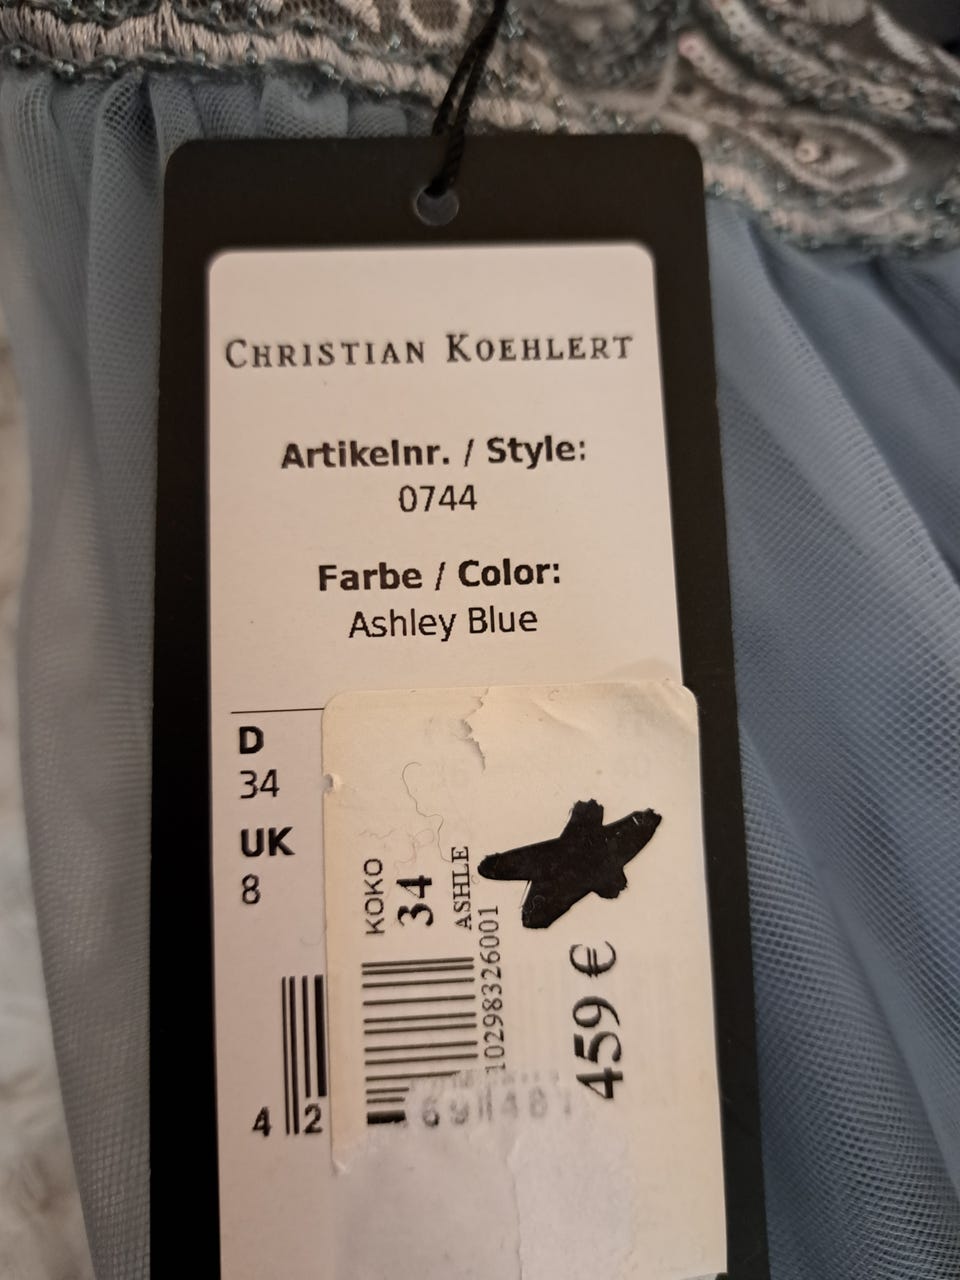 CHRISTIAN KOEHLERT
Artikelnr. / Style:
0744
Farbe / Color:
Ashley Blue
D
34
UK
8
4 2
KOKO
34
ASHLE
10298326001
459 €